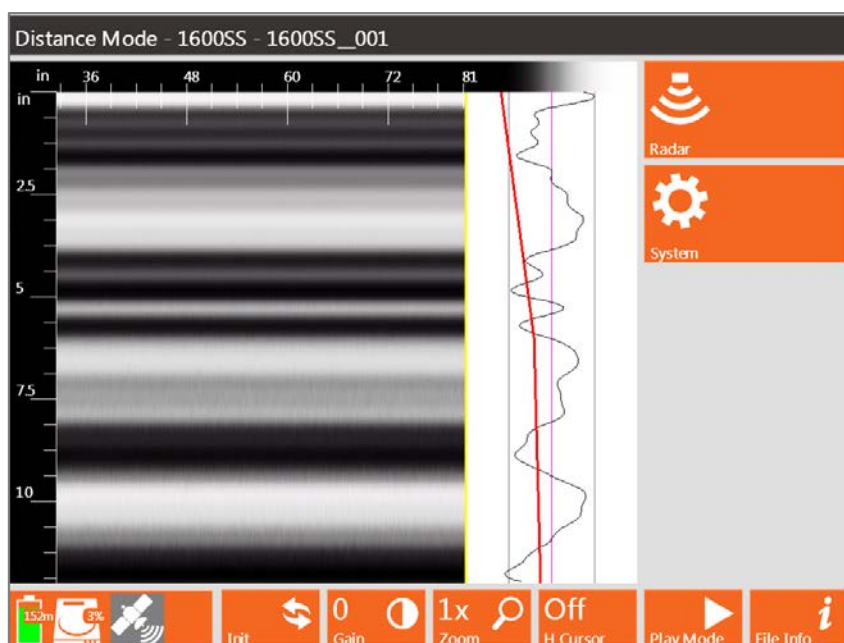 Distance Mode - 1600SS - 1600SS__001
in 36 48 60 72 81
in
2.5
5
7.5
10
Radar
System
152m
3%
Init
0
Gain
1x
Zoom
Off
H Cursor
Play Mode
i
File Info